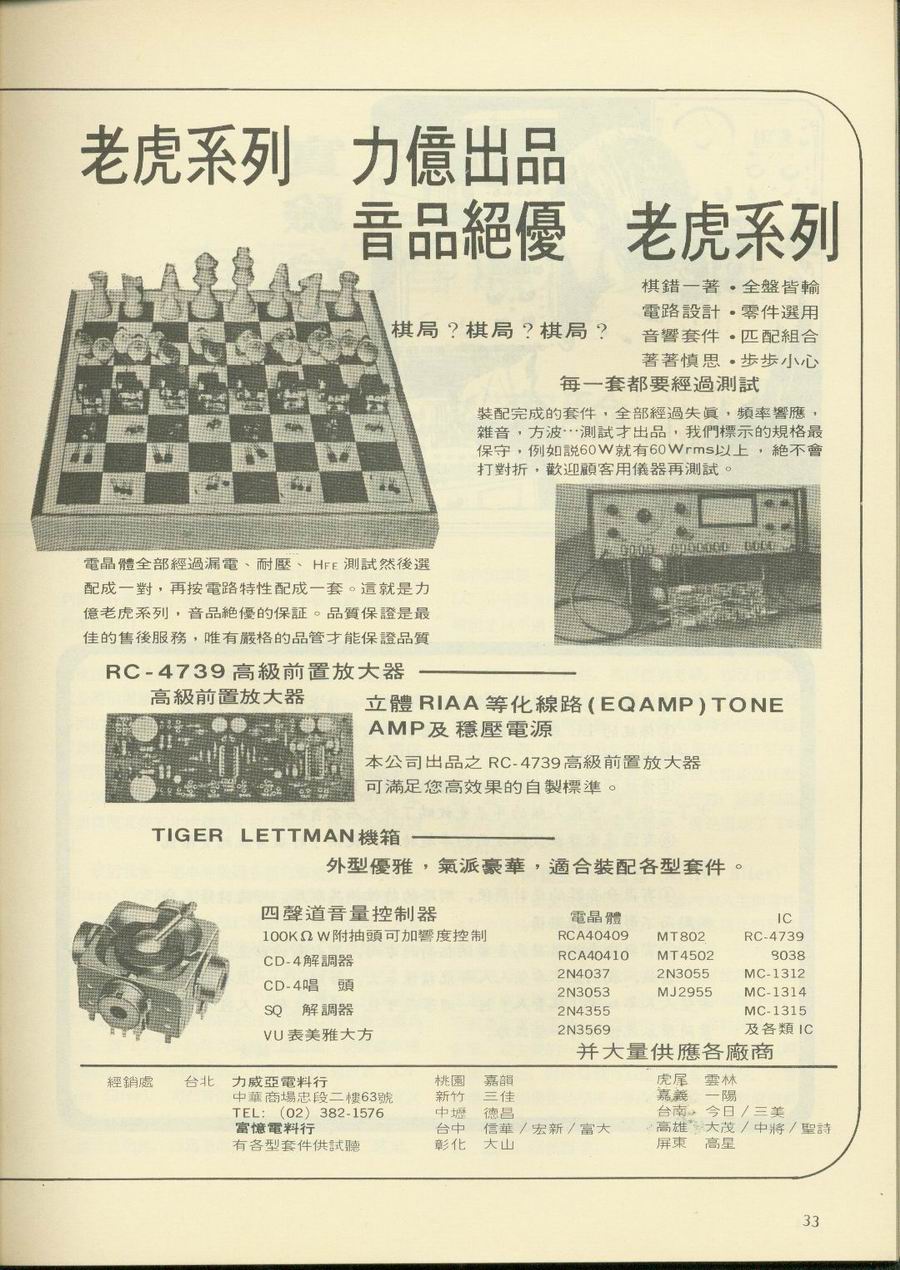 老虎系列 力億出品
音品絕優 老虎系列
棋局？棋局？棋局？
棋錯一著•全盤皆輸
電路設計•零件選用
音響套件•匹配組合
著著慎思•步步小心
每一套都要經過測試
裝配完成的套件，全部經過失眞，頻率響應，
雜音，方波…測試才出品，我們標示的規格最
保守，例如説60W就有60Wrms以上，絶不會
打對折，歡迎顧客用儀器再測試。
電晶體全部經過漏電、耐壓、HFE測試然後選
配成一對，再按電路特性配成一套。這就是力
億老虎系列，音品絶優的保証。品質保證是最
佳的售後服務，唯有嚴格的品管才能保證品質
RC-4739高級前置放大器
高級前置放大器
立體RIAA等化線路(EQAMP)TONE
AMP及穩壓電源
本公司出品之RC-4739高級前置放大器
可滿足您高效果的自製標準。
TIGER LETTMAN機箱
外型優雅，氣派豪華，適合裝配各型套件。
四聲道音量控制器
100KΩW附抽頭可加響度控制
CD-4解調器
CD-4唱 頭
SQ 解調器
VU表美雅大方
電晶體 IC
RCA40409 MT802 RC-4739
RCA40410 MT4502 8038
2N4037 2N3055 MC-1312
2N3053 MJ2955 MC-1314
2N4355 MC-1315
2N3569 及各類IC
并大量供應各廠商
經銷處 台北 力威亞電料行
中華商場忠段二樓63號
TEL:（02）382-1576
富憶電料行
有各型套件供試聽
桃園 嘉韻
新竹 三佳
中壢 德昌
台中 信華/宏新/富大
彰化 大山
虎尾 雲林
嘉義 一陽
台南 今日/三美
高雄 大茂/中將/聖詩
屏東 高星
33